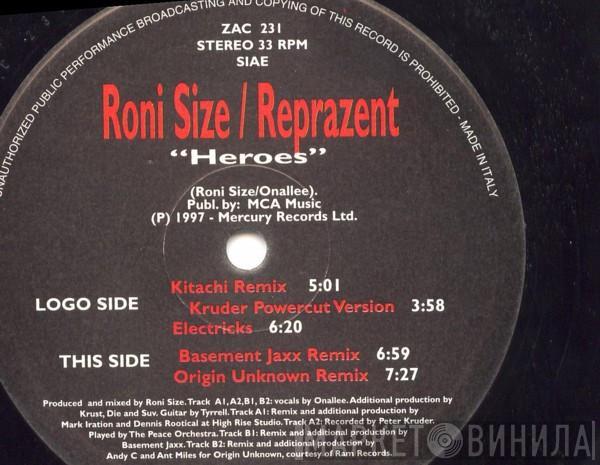 UNAUTHORIZED PUBLIC PERFORMANCE BROADCASTING AND COPYING OF THIS RECORD IS PROHIBITED - MADE IN ITALY
ZAC 231
STEREO 33 RPM
SIAE
Roni Size / Reprazent
"Heroes"
(Roni Size/Onallee).
Publ. by: MCA Music
(P) 1997 - Mercury Records Ltd.
LOGO SIDE
Kitachi Remix 5:01
Kruder Powercut Version 3:58
Electricks 6:20
THIS SIDE
Basement Jaxx Remix 6:59
Origin Unknown Remix 7:27
Produced and mixed by Roni Size. Track A1,A2,B1, B2: vocals by Onallee. Additional production by
Krust, Die and Suv. Guitar by Tyrrell. Track A1: Remix and additional production by
Mark Iration and Dennis Rootical at High Rise Studio. Track A2: Recorded by Peter Kruder.
Played by The Peace Orchestra. Track B1: Remix and additional production by
Basement Jaxx. Track B2: Remix and additional production by
Andy C and Ant Miles for Origin Unknown, courtesy of Ram Records.
МАРКЕТ ВИНИЛА